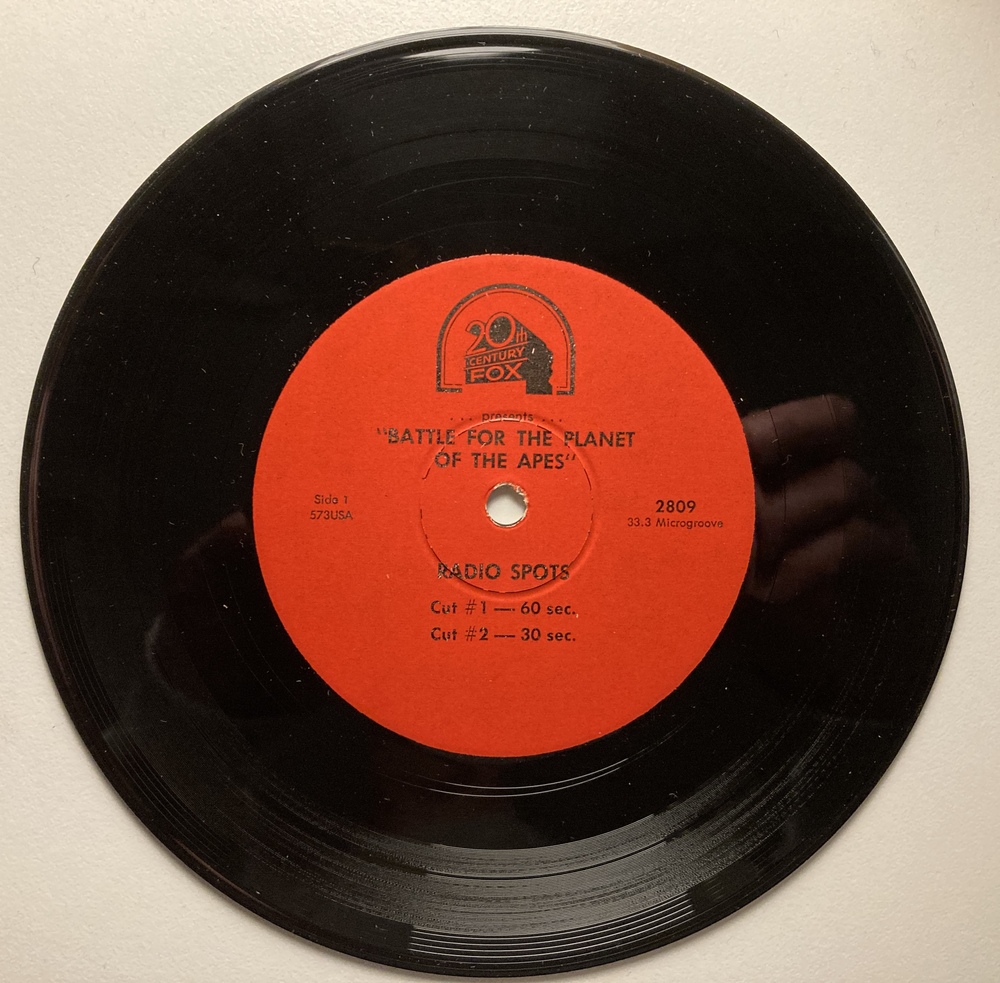 20th
CENTURY
FOX
. . . presents . . .
"BATTLE FOR THE PLANET
OF THE APES"
Side 1
573USA
2809
33.3 Microgroove
RADIO SPOTS
Cut #1 — 60 sec.
Cut #2 — 30 sec.